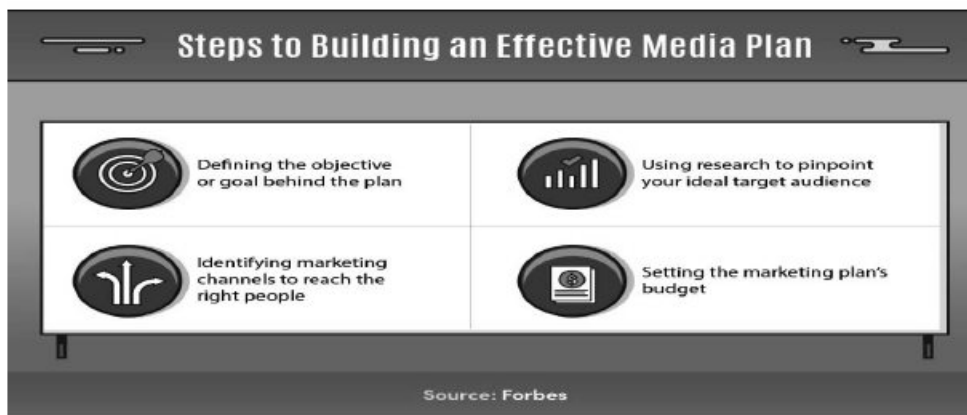 Steps to Building an Effective Media Plan
Defining the objective
or goal behind the plan
Using research to pinpoint
your ideal target audience
Identifying marketing
channels to reach the
right people
Setting the marketing plan's
budget
Source: Forbes